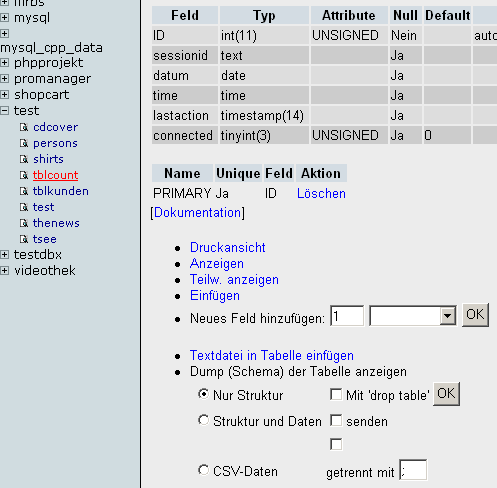 mrbs
mysql
mysql_cpp_data
phpprojekt
promanager
shopcart
test
cdcover
persons
shirts
tblcount
tblkunden
test
thenews
tsee
testdbx
videothek
Feld Typ Attribute Null Default
ID int(11) UNSIGNED Nein auto
sessionid text Ja
datum date Ja
time time Ja
lastaction timestamp(14) Ja
connected tinyint(3) UNSIGNED Ja 0
Name Unique Feld Aktion
PRIMARY Ja ID Löschen
[Dokumentation]
Druckansicht
Anzeigen
Teilw. anzeigen
Einfügen
Neues Feld hinzufügen: 1 OK
Textdatei in Tabelle einfügen
Dump (Schema) der Tabelle anzeigen
Nur Struktur Mit 'drop table' OK
Struktur und Daten senden
CSV-Daten getrennt mit ;